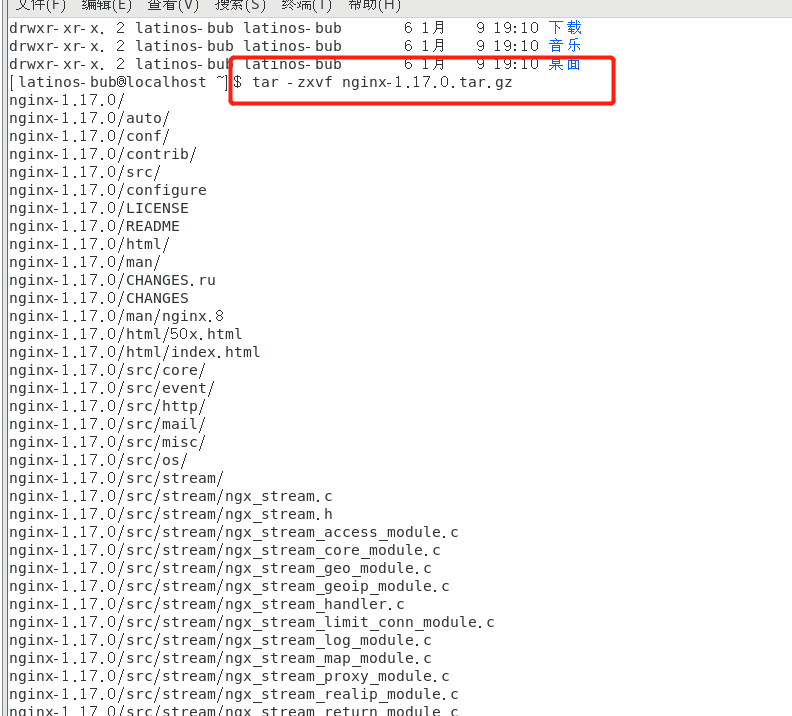 文件(F) 编辑(E) 查看(V) 搜索(S) 终端(T) 帮助(H)
drwxr-xr-x. 2 latinos-bub latinos-bub 6 1月 9 19:10 下载
drwxr-xr-x. 2 latinos-bub latinos-bub 6 1月 9 19:10 音乐
drwxr-xr-x. 2 latinos-bub latinos-bub 6 1月 9 19:10 桌面
[latinos-bub@localhost ~]$ tar -zxvf nginx-1.17.0.tar.gz
nginx-1.17.0/
nginx-1.17.0/auto/
nginx-1.17.0/conf/
nginx-1.17.0/contrib/
nginx-1.17.0/src/
nginx-1.17.0/configure
nginx-1.17.0/LICENSE
nginx-1.17.0/README
nginx-1.17.0/html/
nginx-1.17.0/man/
nginx-1.17.0/CHANGES.ru
nginx-1.17.0/CHANGES
nginx-1.17.0/man/nginx.8
nginx-1.17.0/html/50x.html
nginx-1.17.0/html/index.html
nginx-1.17.0/src/core/
nginx-1.17.0/src/event/
nginx-1.17.0/src/http/
nginx-1.17.0/src/mail/
nginx-1.17.0/src/misc/
nginx-1.17.0/src/os/
nginx-1.17.0/src/stream/
nginx-1.17.0/src/stream/ngx_stream.c
nginx-1.17.0/src/stream/ngx_stream.h
nginx-1.17.0/src/stream/ngx_stream_access_module.c
nginx-1.17.0/src/stream/ngx_stream_core_module.c
nginx-1.17.0/src/stream/ngx_stream_geo_module.c
nginx-1.17.0/src/stream/ngx_stream_geoip_module.c
nginx-1.17.0/src/stream/ngx_stream_handler.c
nginx-1.17.0/src/stream/ngx_stream_limit_conn_module.c
nginx-1.17.0/src/stream/ngx_stream_log_module.c
nginx-1.17.0/src/stream/ngx_stream_map_module.c
nginx-1.17.0/src/stream/ngx_stream_proxy_module.c
nginx-1.17.0/src/stream/ngx_stream_realip_module.c
nginx-1.17.0/src/stream/ngx_stream_return_module.c